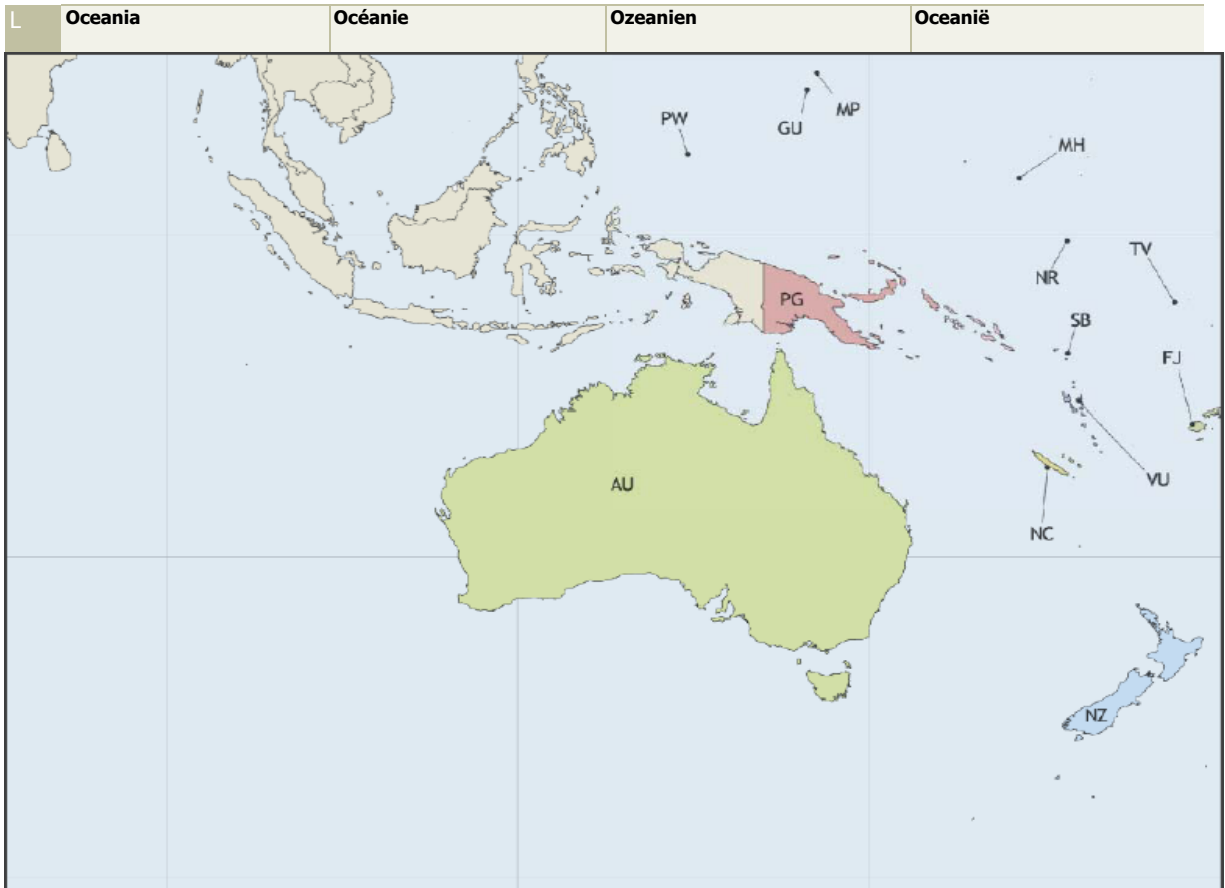 L Oceania Océanie Ozeanien Oceanië
MP
PW
GU
MH
TV
NR
PG
SB
FJ
VU
AU
NC
NZ